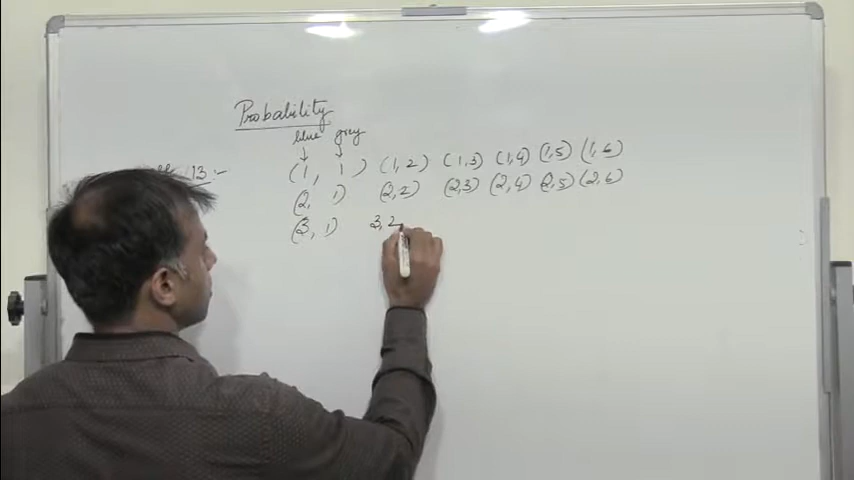 Probability
blue grey
13 :-
(1, 1) (1,2) (1,3) (1,4) (1,5) (1,6)
(2, 1) (2,2) (2,3) (2,4) (2,5) (2,6)
(3, 1) 3,2